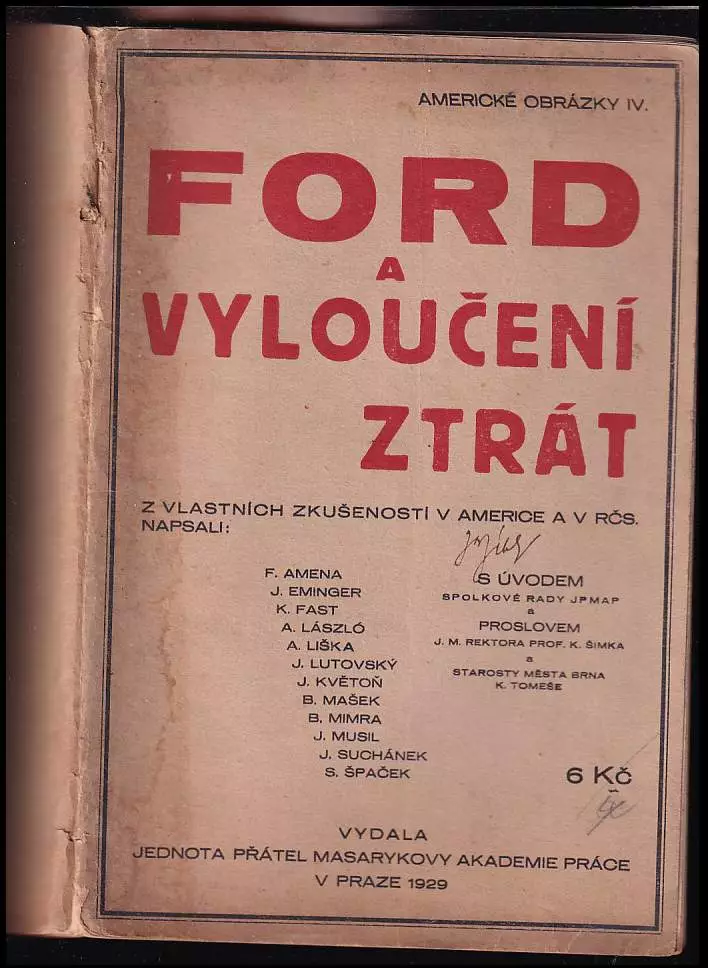 AMERICKÉ OBRÁZKY IV.
FORD
A
VYLOUČENÍ
ZTRÁT
Z VLASTNÍCH ZKUŠENOSTÍ V AMERICE A V RČS.
NAPSALI:
F. AMENA
J. EMINGER
K. FAST
A. LÁSZLÓ
A. LIŠKA
J. LUTOVSKÝ
J. KVĚTOŇ
B. MAŠEK
B. MIMRA
J. MUSIL
J. SUCHÁNEK
S. ŠPAČEK
S ÚVODEM
SPOLKOVÉ RADY JPMAP
a
PROSLOVEM
J. M. REKTORA PROF. K. ŠIMKA
a
STAROSTY MĚSTA BRNA
K. TOMEŠE
6 Kč
VYDALA
JEDNOTA PŘÁTEL MASARYKOVY AKADEMIE PRÁCE
V PRAZE 1929